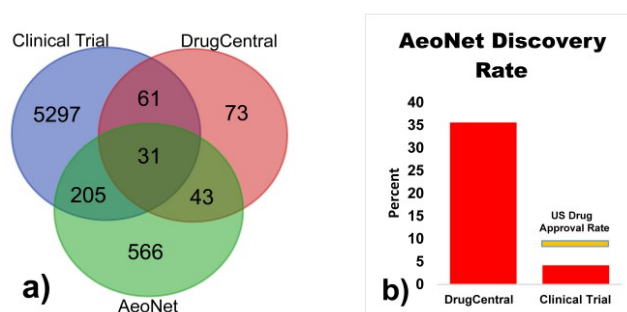 Clinical Trial
DrugCentral
5297
61
73
31
205
43
566
a)
AeoNet
AeoNet Discovery
Rate
Percent
40
35
30
25
20
15
10
5
0
US Drug
Approval Rate
DrugCentral
Clinical Trial
b)